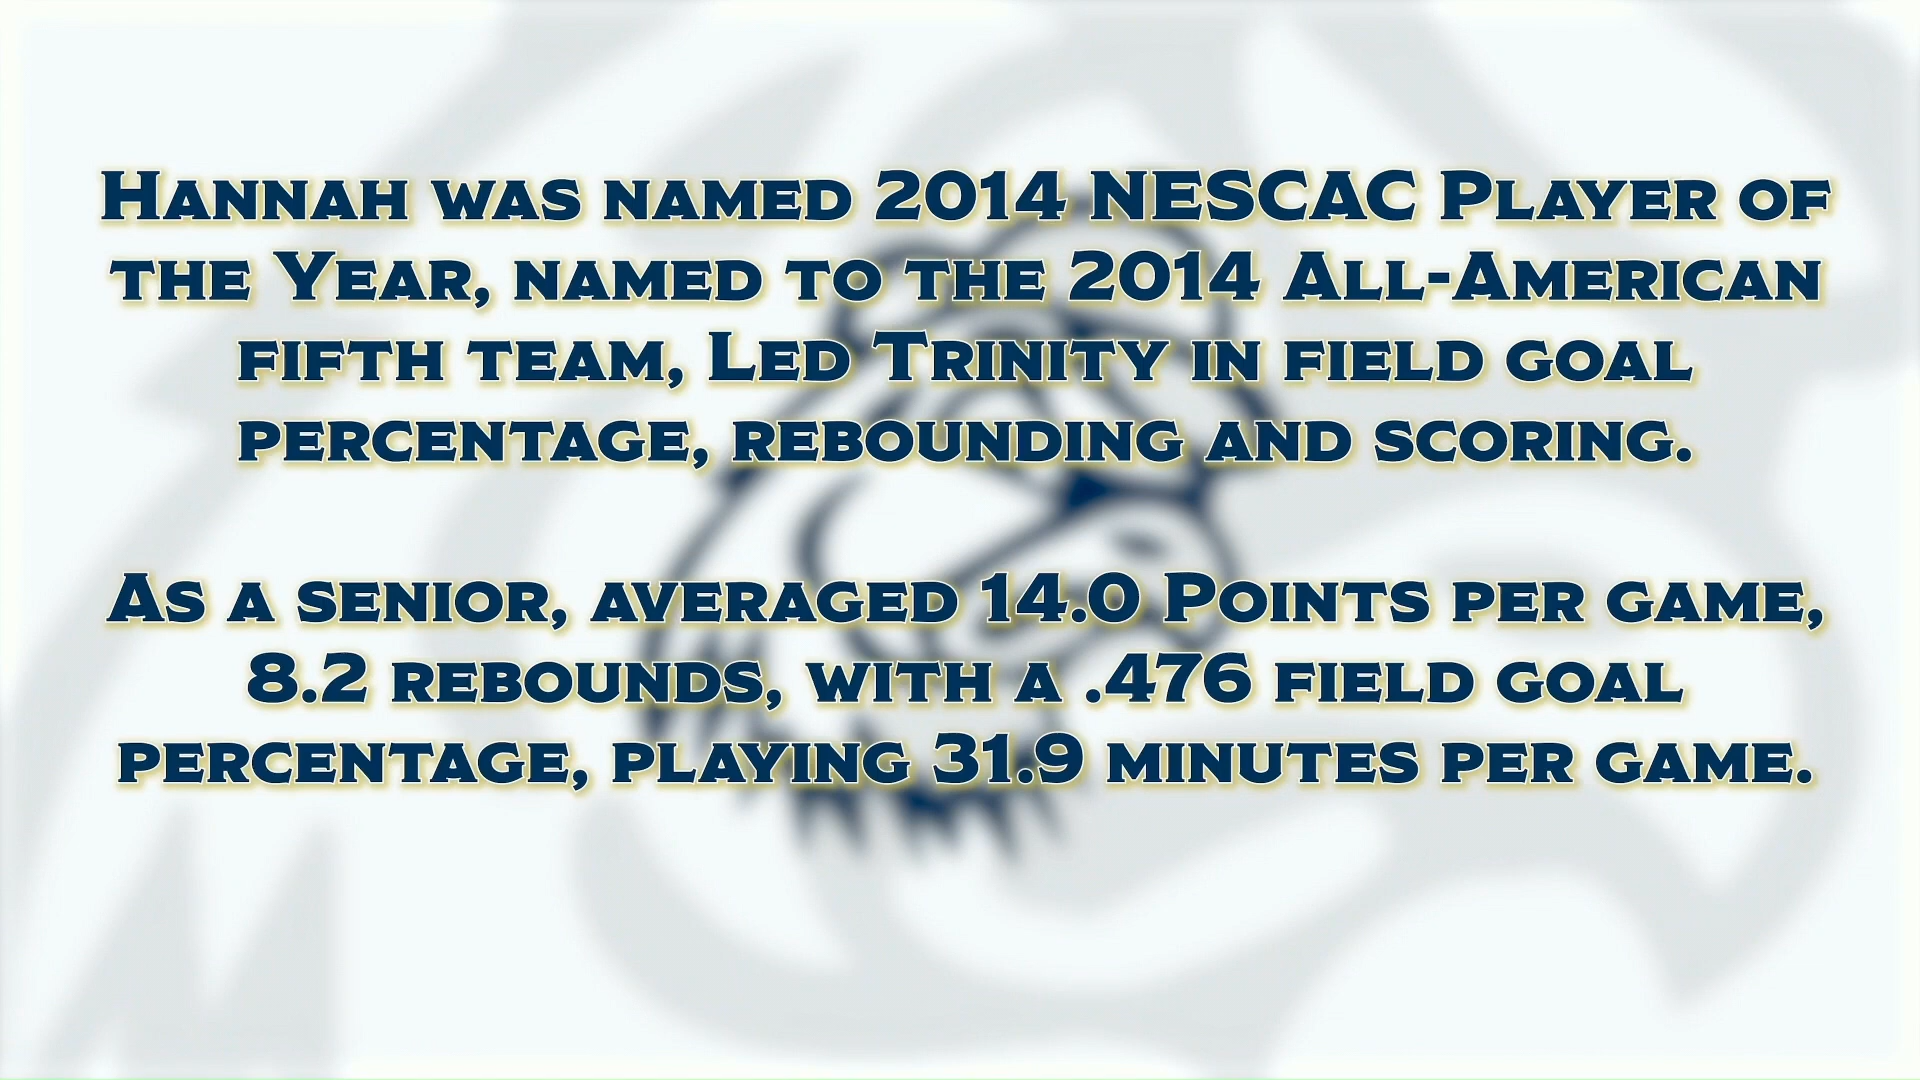 Hannah was named 2014 NESCAC Player of
the Year, named to the 2014 All-American
fifth team, Led Trinity in field goal
percentage, rebounding and scoring.
As a senior, averaged 14.0 Points per game,
8.2 rebounds, with a .476 field goal
percentage, playing 31.9 minutes per game.